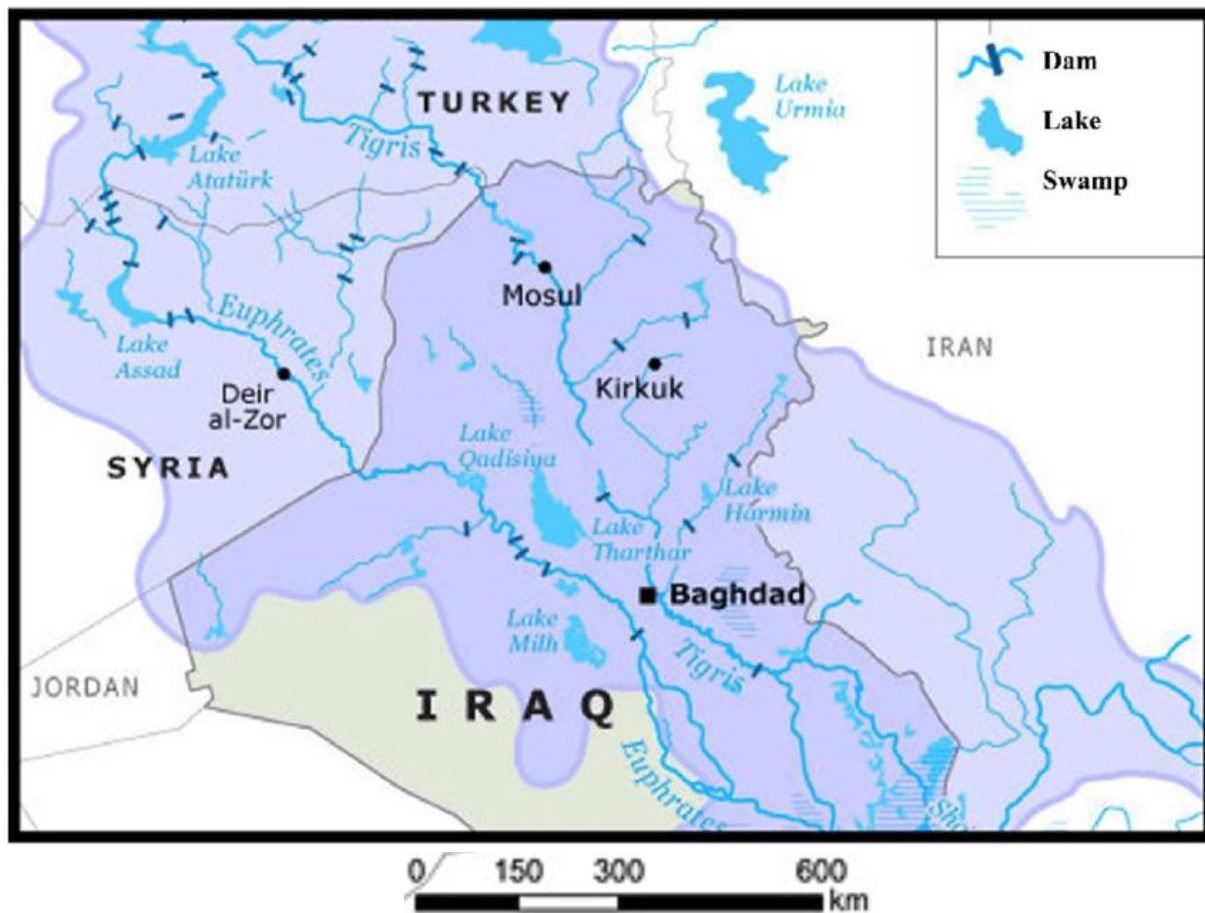 Dam
Lake
Swamp
Lake
Urmia
TURKEY
Tigris
Lake
Atatürk
Mosul
Euphrates
Lake
Assad
Deir
al-Zor
Kirkuk
IRAN
SYRIA
Lake
Qadisiya
Lake
Harmin
Lake
Tharthar
Baghdad
Lake
Milh
Tigris
JORDAN
IRAQ
Euphrates
Sha
0 150 300 600
km